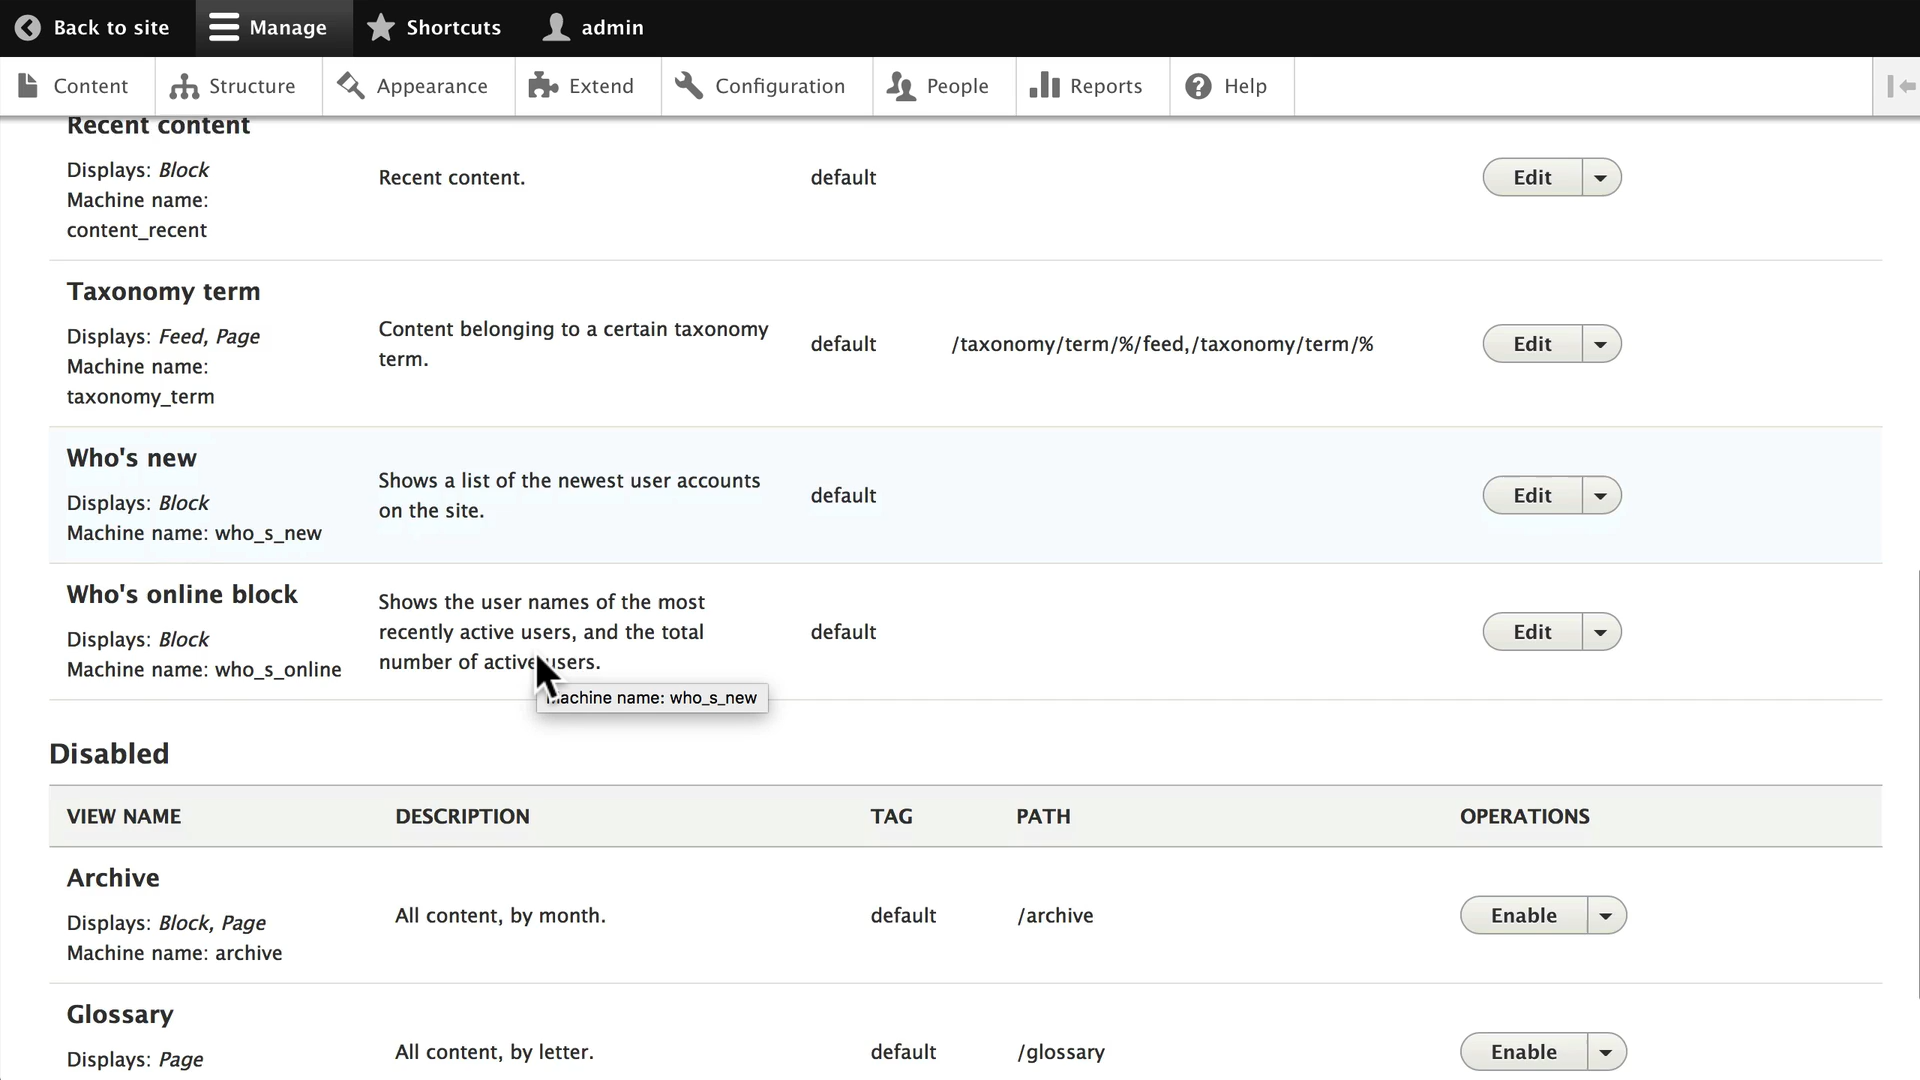 Back to site Manage Shortcuts admin
Content Structure Appearance Extend Configuration People Reports Help
Recent content
Displays: Block
Machine name:
content_recent
Recent content.
default
Edit
Taxonomy term
Displays: Feed, Page
Machine name:
taxonomy_term
Content belonging to a certain taxonomy
term.
default
/taxonomy/term/%/feed,/taxonomy/term/%
Edit
Who's new
Displays: Block
Machine name: who_s_new
Shows a list of the newest user accounts
on the site.
default
Edit
Who's online block
Displays: Block
Machine name: who_s_online
Shows the user names of the most
recently active users, and the total
number of active users.
default
Edit
Machine name: who_s_new
Disabled
VIEW NAME DESCRIPTION TAG PATH OPERATIONS
Archive
Displays: Block, Page
Machine name: archive
All content, by month.
default
/archive
Enable
Glossary
Displays: Page
All content, by letter.
default
/glossary
Enable